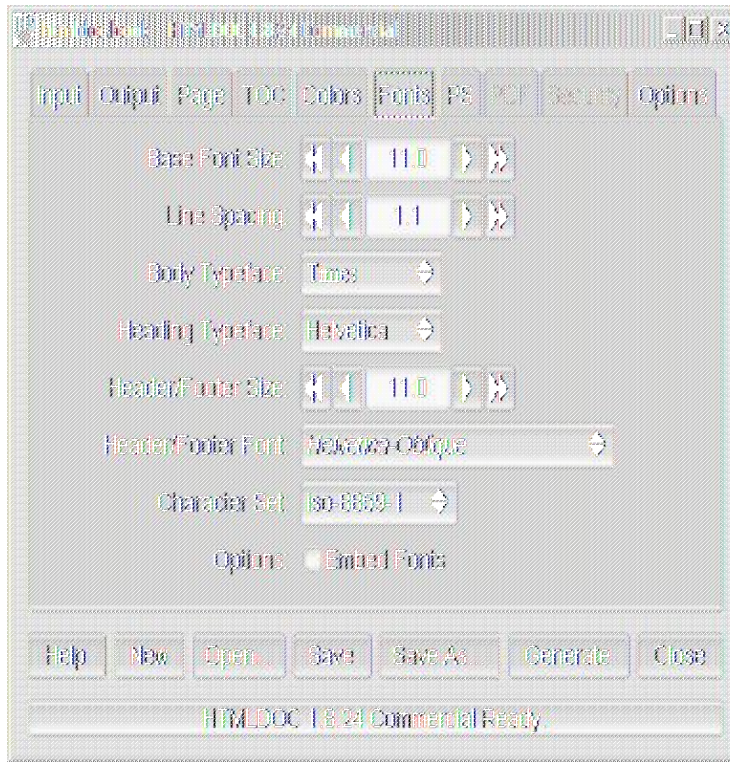 HTMLDOC Commercial
Input Output Page TOC Colors Fonts PS PDF Security Options
Base Font Size: 11.0
Line Spacing: 1.1
Body Typeface: Times
Heading Typeface: Helvetica
Header/Footer Size: 11.0
Header/Footer Font: Helvetica-Oblique
Character Set: iso-8859-1
Options: Embed Fonts
Help New Open... Save Save As... Generate Close
HTMLDOC 1.8.24 Commercial Ready.